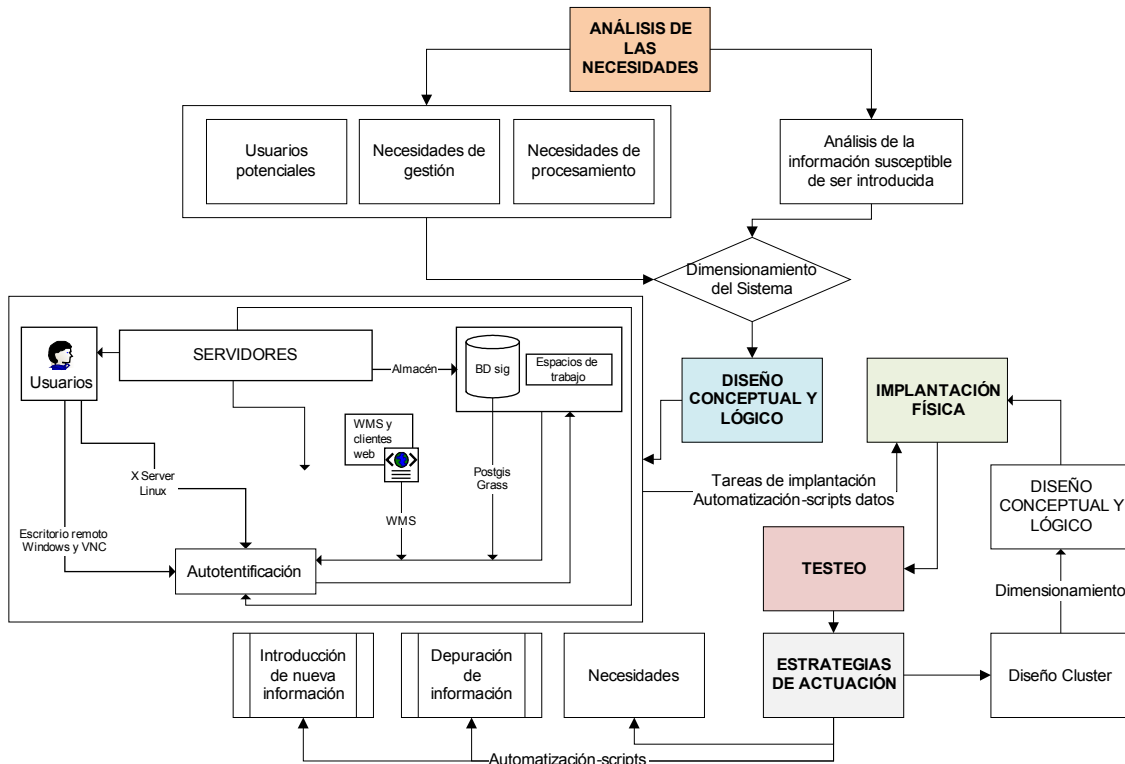 ANÁLISIS DE
LAS
NECESIDADES
Usuarios
potenciales
Necesidades de
gestión
Necesidades de
procesamiento
Análisis de la
información susceptible
de ser introducida
Dimensionamiento
del Sistema
Usuarios
SERVIDORES
Almacén
BD sig
Espacios de
trabajo
WMS y
clientes
web
X Server
Linux
Postgis
Grass
WMS
Escritorio remoto
Windows y VNC
Autotentificación
DISEÑO
CONCEPTUAL Y
LÓGICO
IMPLANTACIÓN
FÍSICA
Tareas de implantación
Automatización-scripts datos
DISEÑO
CONCEPTUAL Y
LÓGICO
TESTEO
Dimensionamiento
Introducción
de nueva
información
Depuración
de
información
Necesidades
ESTRATEGIAS
DE ACTUACIÓN
Diseño Cluster
Automatización-scripts